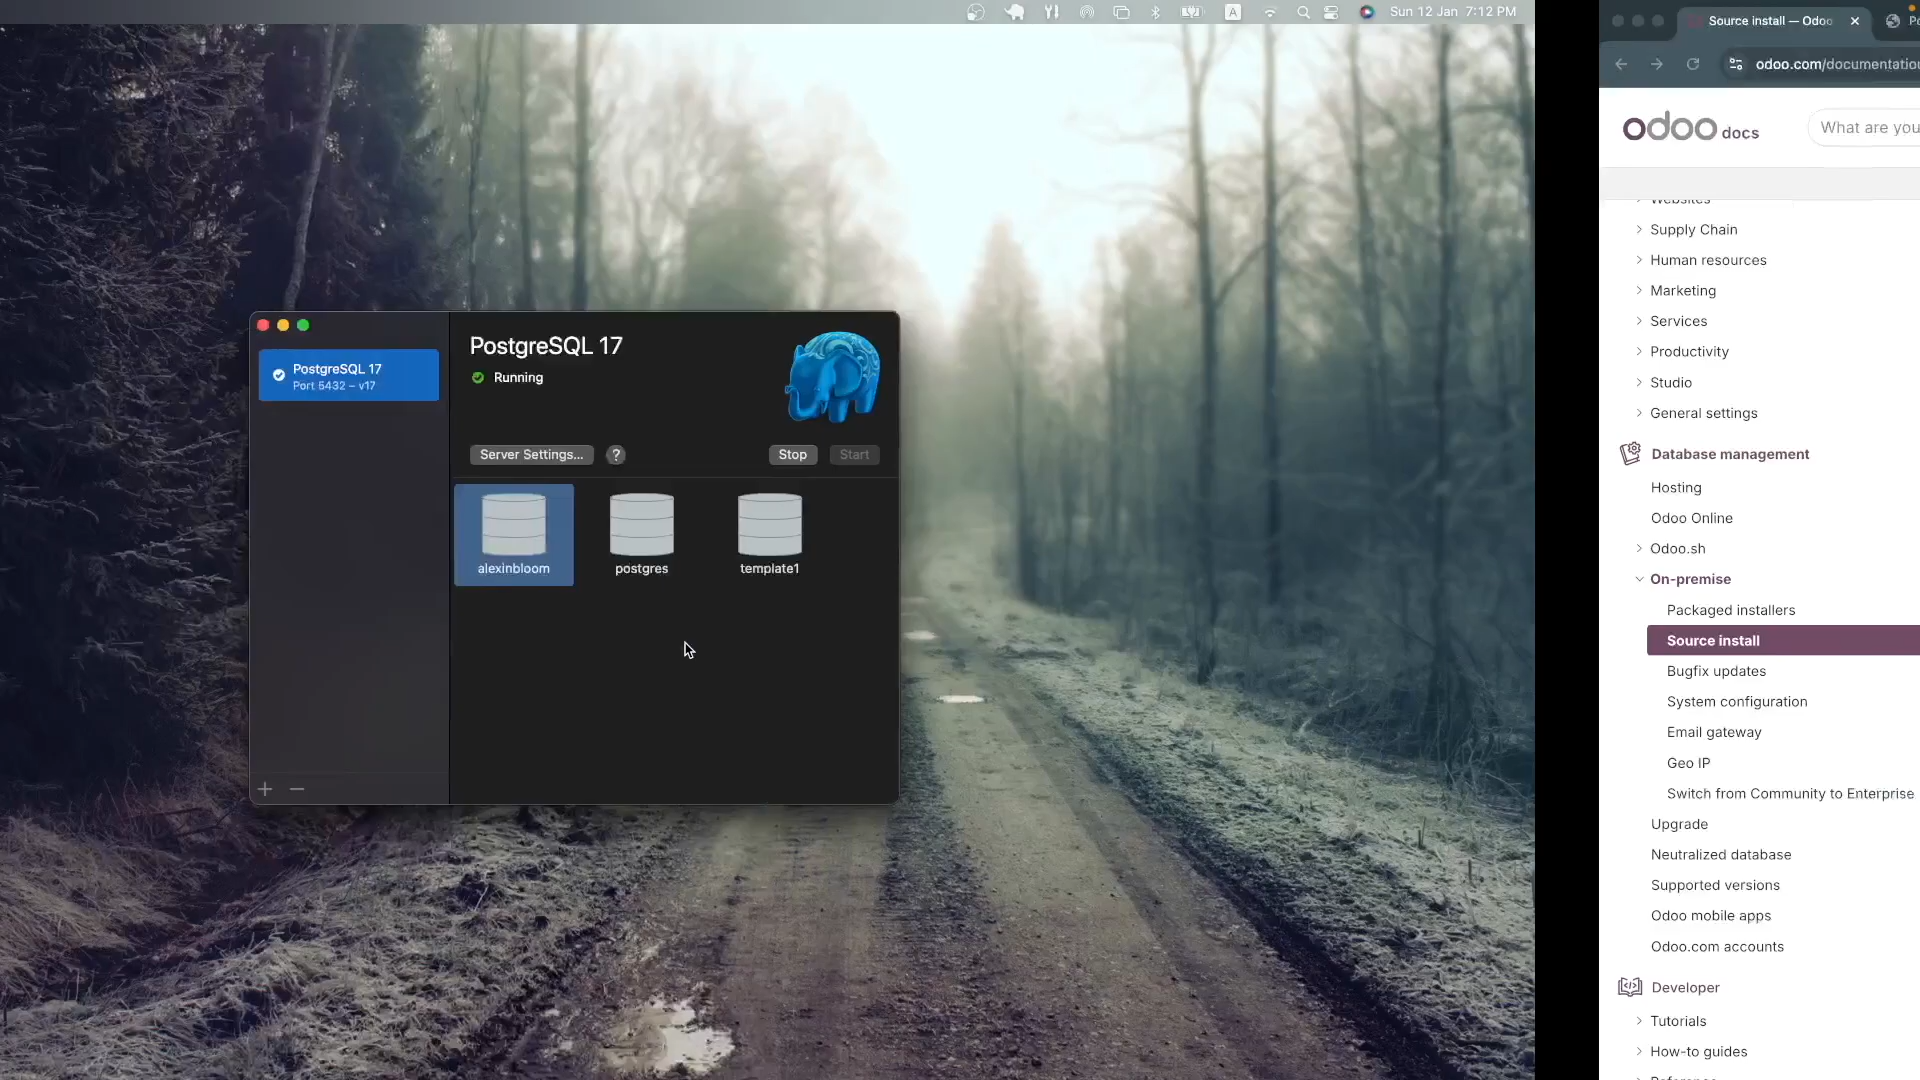 A
Sun 12 Jan 7:12 PM
PostgreSQL 17
Port 5432 – v17
PostgreSQL 17
Running
Server Settings...
?
Stop
Start
alexinbloom
postgres
template1
Source install — Odoo
odoo.com/documentation
odoo docs
What are you
Websites
Supply Chain
Human resources
Marketing
Services
Productivity
Studio
General settings
Database management
Hosting
Odoo Online
Odoo.sh
On-premise
Packaged installers
Source install
Bugfix updates
System configuration
Email gateway
Geo IP
Switch from Community to Enterprise
Upgrade
Neutralized database
Supported versions
Odoo mobile apps
Odoo.com accounts
Developer
Tutorials
How-to guides